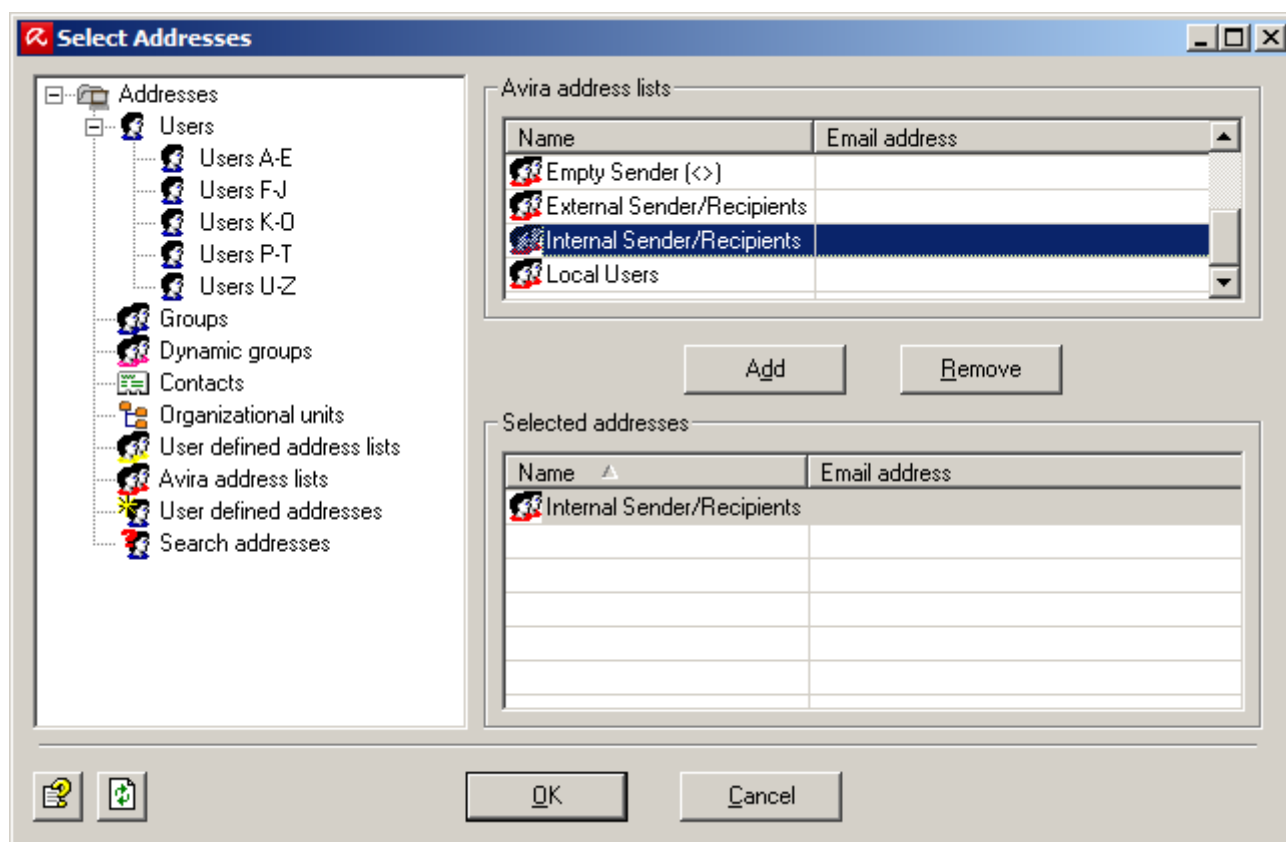 Select Addresses
Addresses
Users
Users A-E
Users F-J
Users K-O
Users P-T
Users U-Z
Groups
Dynamic groups
Contacts
Organizational units
User defined address lists
Avira address lists
User defined addresses
Search addresses
Avira address lists
Name Email address
Empty Sender (<>)
External Sender/Recipients
Internal Sender/Recipients
Local Users
Add Remove
Selected addresses
Name Email address
Internal Sender/Recipients
OK Cancel